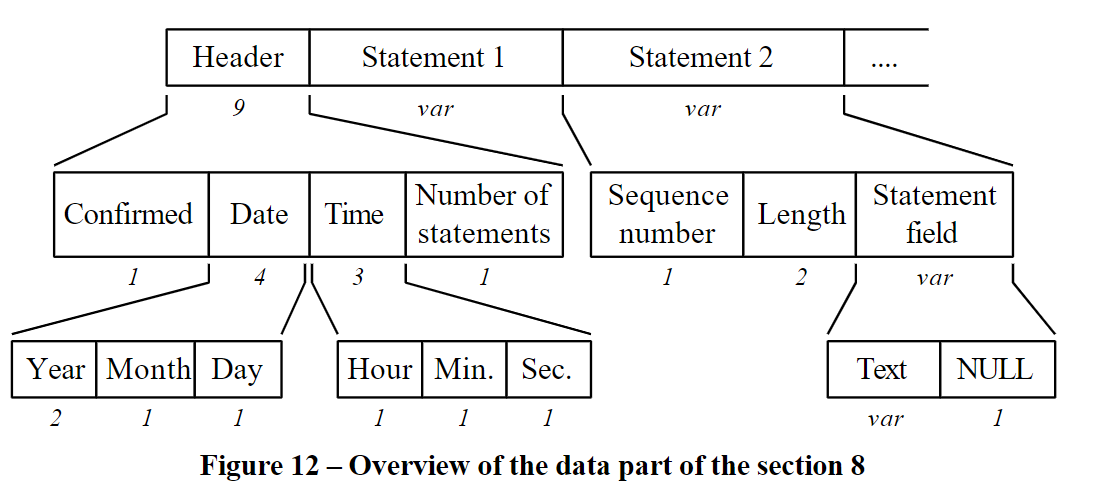 Header Statement 1 Statement 2 ....
9 var var
Confirmed Date Time Number of statements Sequence number Length Statement field
1 4 3 1 1 2 var
Year Month Day Hour Min. Sec. Text NULL
2 1 1 1 1 1 var 1
Figure 12 – Overview of the data part of the section 8